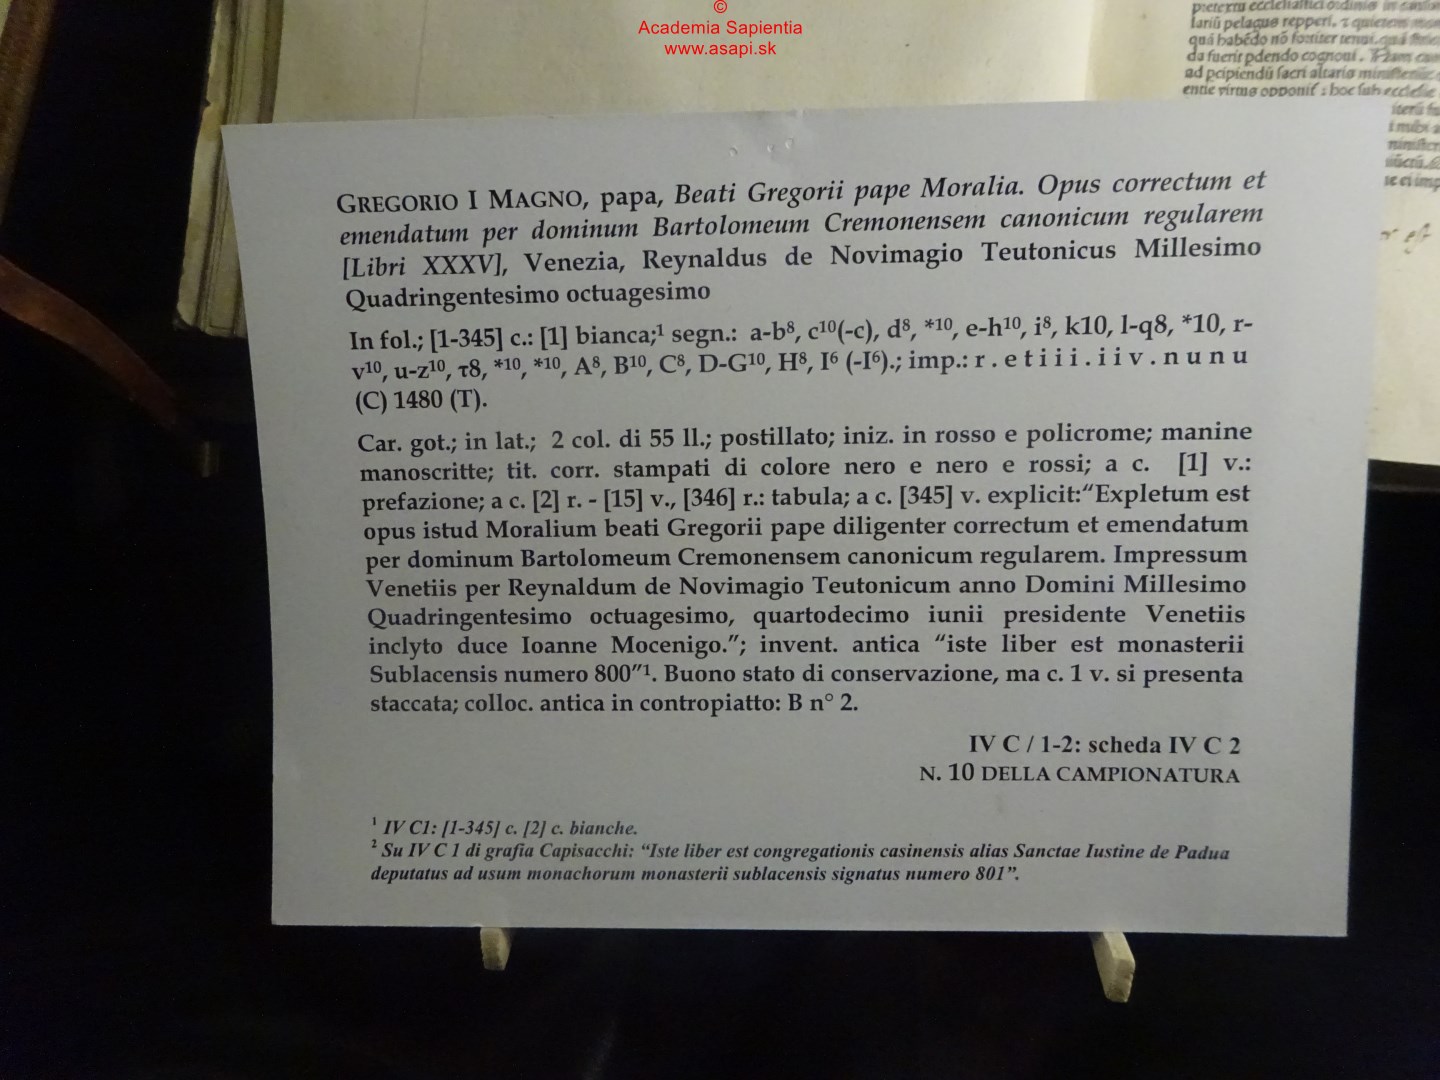 ©
Academia Sapientia
www.asapi.sk
GREGORIO I MAGNO, papa, Beati Gregorii pape Moralia. Opus correctum et
emendatum per dominum Bartolomeum Cremonensem canonicum regularem
[Libri XXXV], Venezia, Reynaldus de Novimagio Teutonicus Millesimo
Quadringentesimo octuagesimo
In fol.; [1-345] c.: [1] bianca;¹ segn.: a-b⁸, c¹⁰(-c), d⁸, *¹⁰, e-h¹⁰, i⁸, k10, l-q8, *10, r-
v¹⁰, u-z¹⁰, τ8, *¹⁰, *¹⁰, A⁸, B¹⁰, C⁸, D-G¹⁰, H⁸, I⁶ (-I⁶).; imp.: r . e t i i i . i i v . n u n u
(C) 1480 (T).
Car. got.; in lat.; 2 col. di 55 ll.; postillato; iniz. in rosso e policrome; manine
manoscritte; tit. corr. stampati di colore nero e nero e rossi; a c. [1] v.:
prefazione; a c. [2] r. - [15] v., [346] r.: tabula; a c. [345] v. explicit:“Expletum est
opus istud Moralium beati Gregorii pape diligenter correctum et emendatum
per dominum Bartolomeum Cremonensem canonicum regularem. Impressum
Venetiis per Reynaldum de Novimagio Teutonicum anno Domini Millesimo
Quadringentesimo octuagesimo, quartodecimo iunii presidente Venetiis
inclyto duce Ioanne Mocenigo.”; invent. antica “iste liber est monasterii
Sublacensis numero 800”¹. Buono stato di conservazione, ma c. 1 v. si presenta
staccata; colloc. antica in contropiatto: B n° 2.
IV C / 1-2: scheda IV C 2
N. 10 DELLA CAMPIONATURA
¹ IV C1: [1-345] c. [2] c. bianche.
² Su IV C 1 di grafia Capisacchi: “Iste liber est congregationis casinensis alias Sanctae Iustine de Padua
deputatus ad usum monachorum monasterii sublacensis signatus numero 801”.